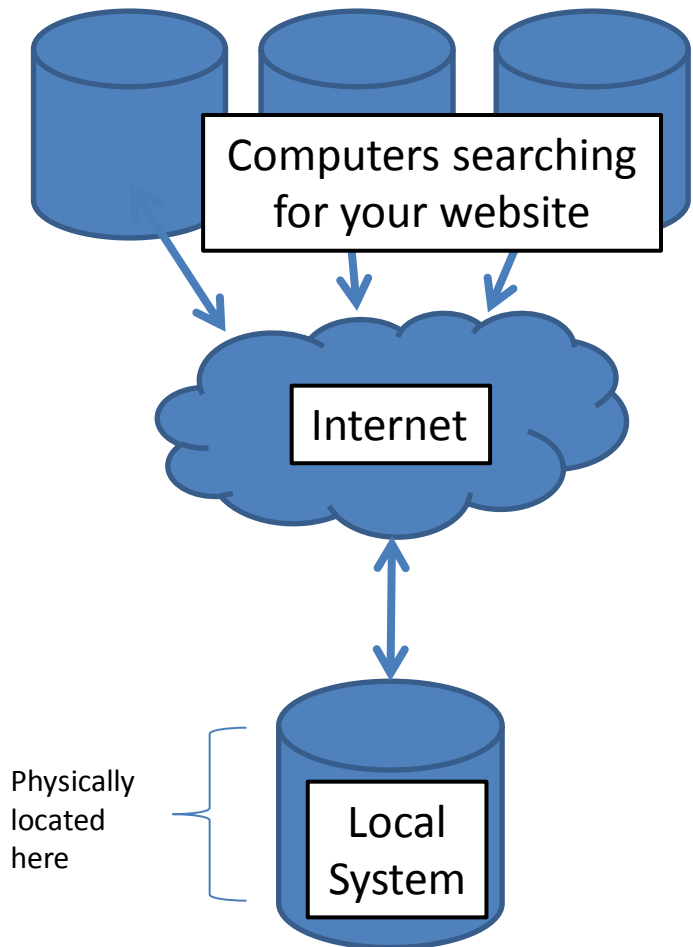 Computers searching
for your website
Internet
Physically
located
here
Local
System